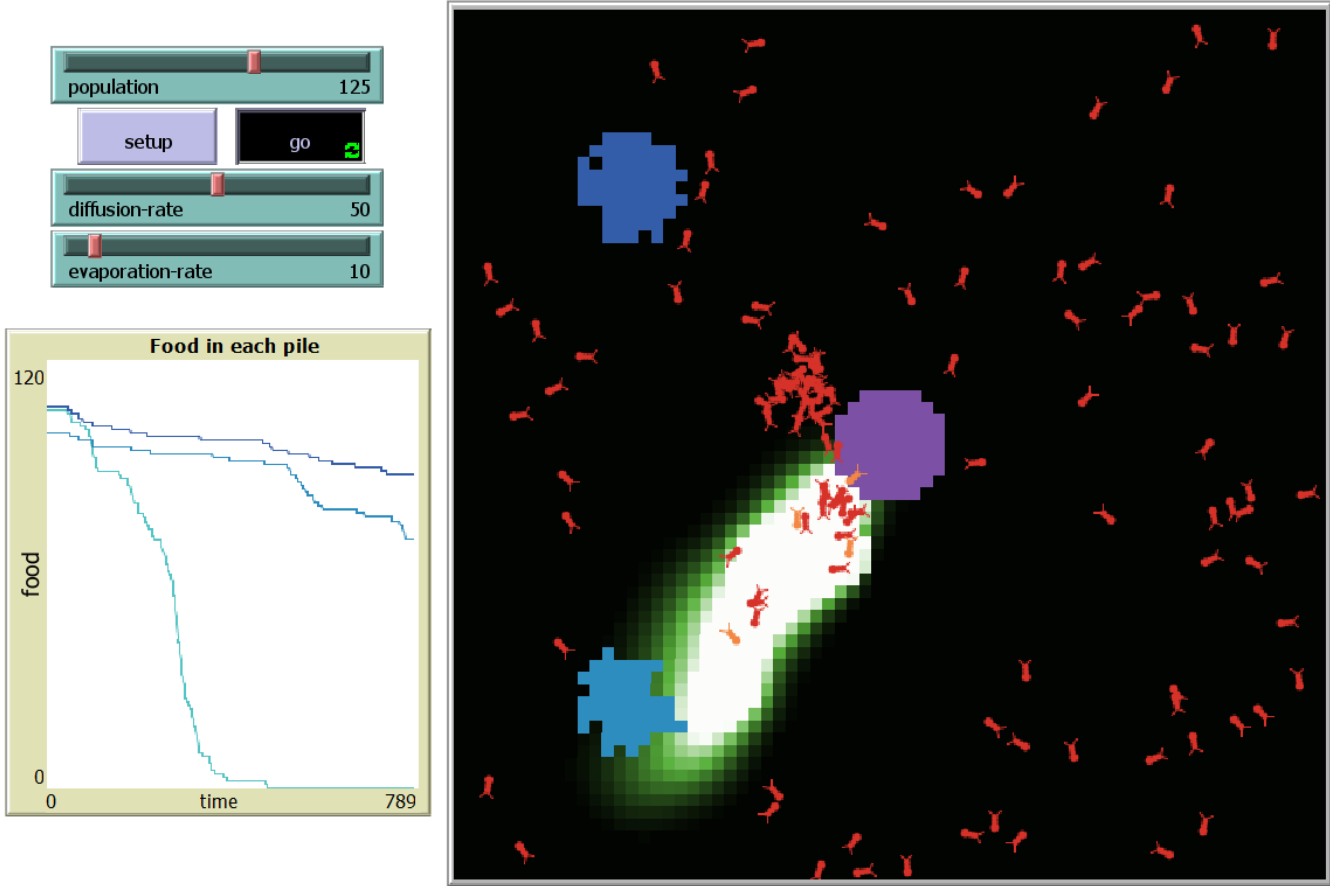 population 125
setup
go
diffusion-rate 50
evaporation-rate 10
Food in each pile
120
food
0
0 time 789